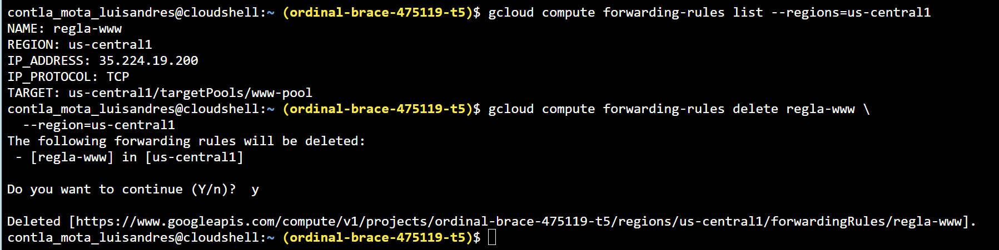 contla_mota_luisandres@cloudshell:~ (ordinal-brace-475119-t5)$ gcloud compute forwarding-rules list --regions=us-central1
NAME: regla-www
REGION: us-central1
IP_ADDRESS: 35.224.19.200
IP_PROTOCOL: TCP
TARGET: us-central1/targetPools/www-pool
contla_mota_luisandres@cloudshell:~ (ordinal-brace-475119-t5)$ gcloud compute forwarding-rules delete regla-www \
  --region=us-central1
The following forwarding rules will be deleted:
 - [regla-www] in [us-central1]
Do you want to continue (Y/n)?  y
Deleted [https://www.googleapis.com/compute/v1/projects/ordinal-brace-475119-t5/regions/us-central1/forwardingRules/regla-www].
contla_mota_luisandres@cloudshell:~ (ordinal-brace-475119-t5)$